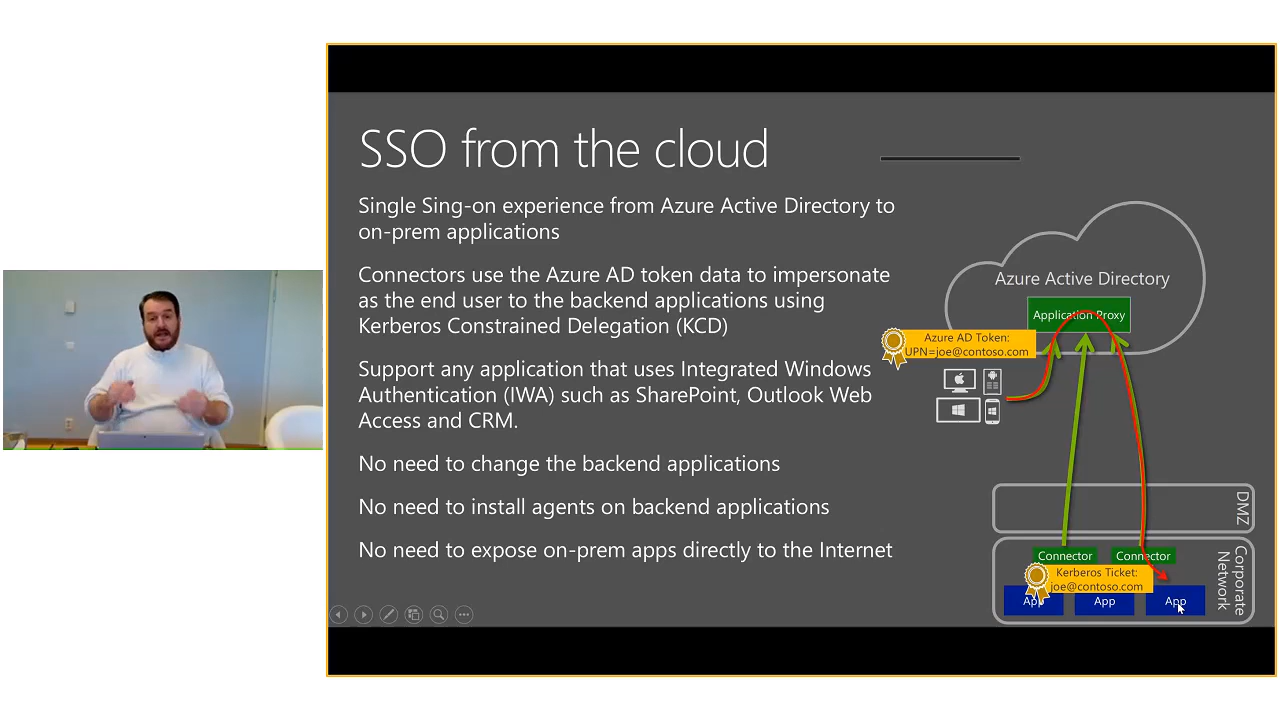 SSO from the cloud
Single Sing-on experience from Azure Active Directory to
on-prem applications
Connectors use the Azure AD token data to impersonate
as the end user to the backend applications using
Kerberos Constrained Delegation (KCD)
Support any application that uses Integrated Windows
Authentication (IWA) such as SharePoint, Outlook Web
Access and CRM.
No need to change the backend applications
No need to install agents on backend applications
No need to expose on-prem apps directly to the Internet
Azure Active Directory
Application Proxy
Azure AD Token:
UPN=joe@contoso.com
DMZ
Connector
Connector
Corporate
Network
Kerberos Ticket:
joe@contoso.com
App
App
App